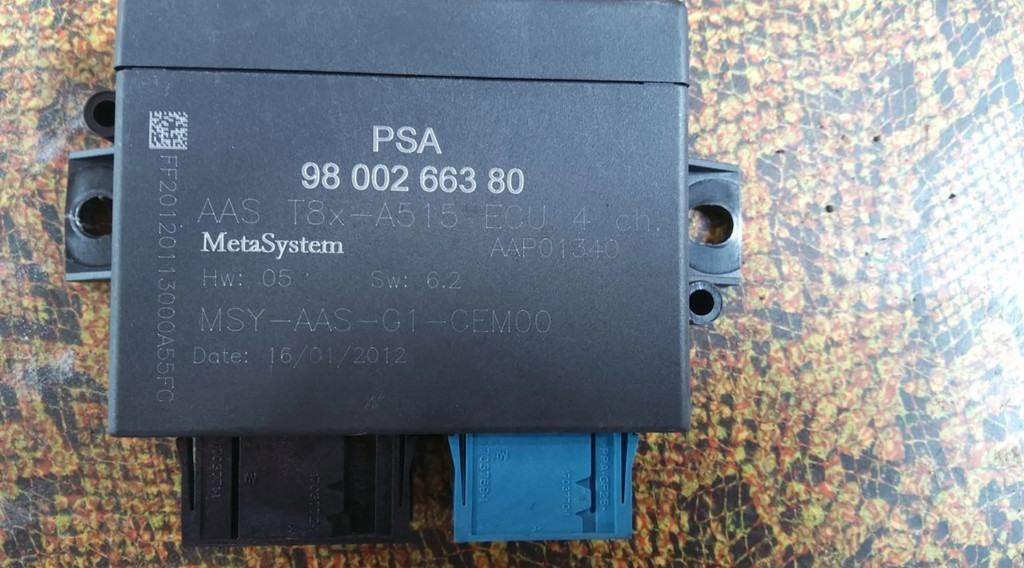 PSA
98 002 663 80
AAS T8x-A515 ECU 4 ch.
MetaSystem AAP01340
Hw: 05 Sw: 6.2
MSY-AAS-G1-CEM00
Date: 16/01/2012
FF20120113000A55FC